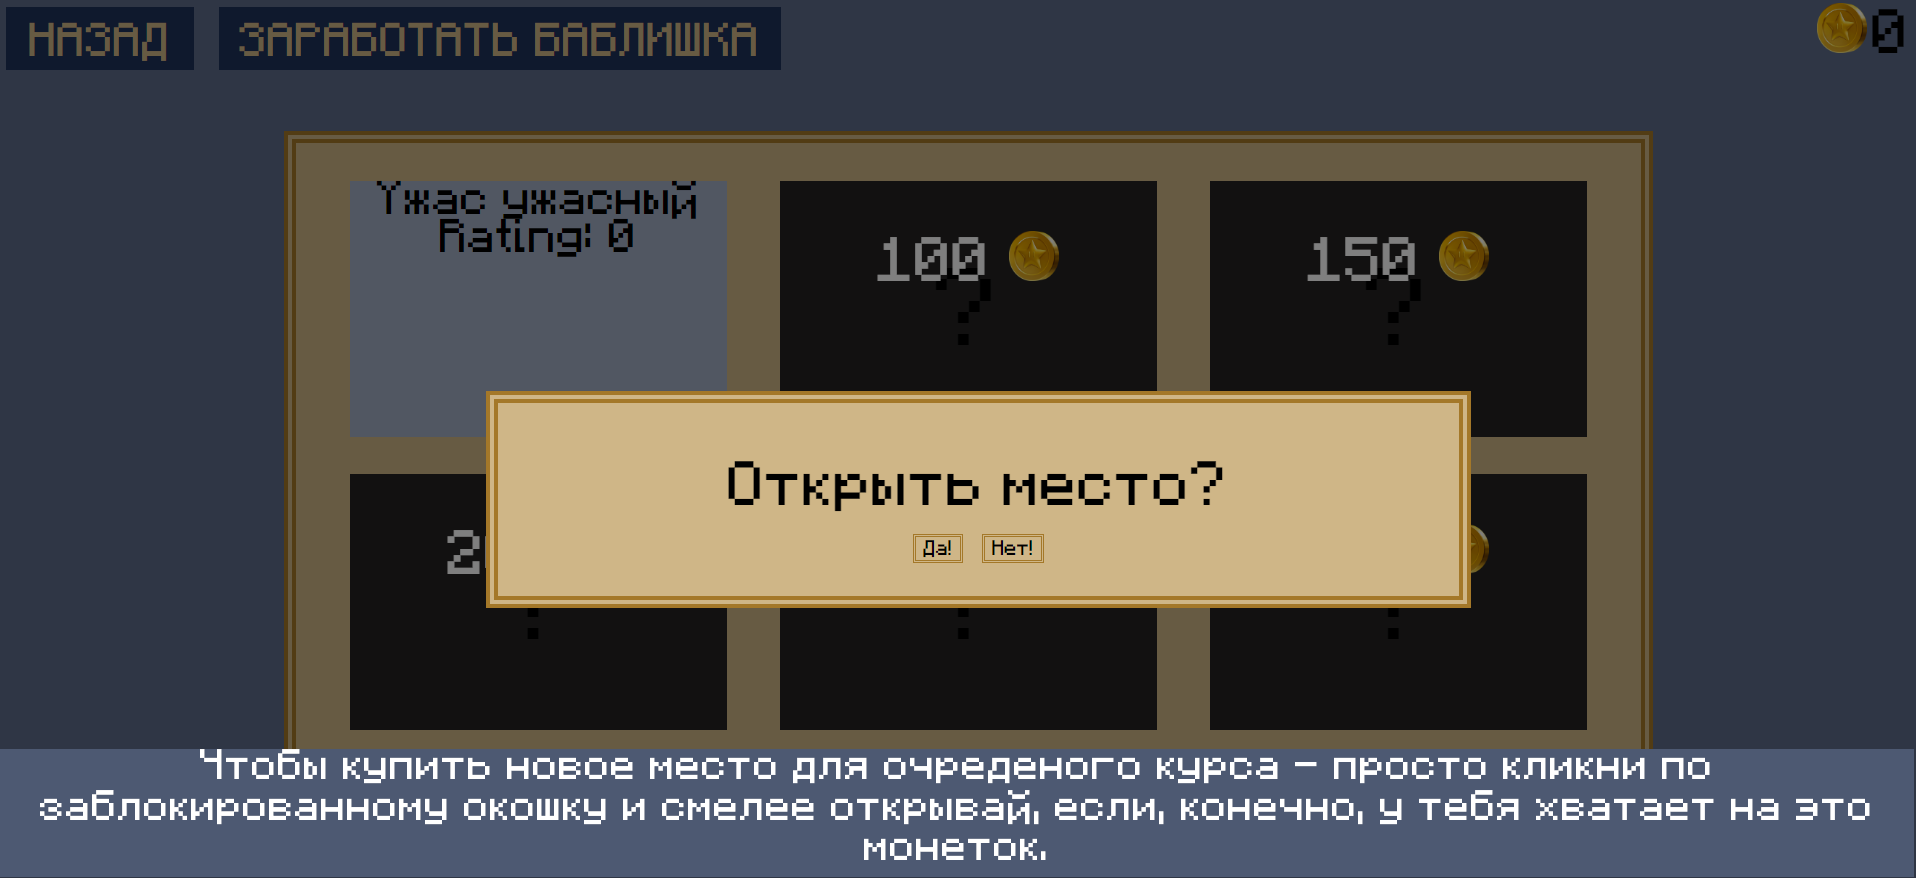 НАЗАД
ЗАРАБОТАТЬ БАБЛИШКА
0
Ужас ужасный
Rating: 0
100
?
150
?
2
Открыть место?
Да!
Нет!
Чтобы купить новое место для очреденого курса - просто кликни по
заблокированному окошку и смелее открывай, если, конечно, у тебя хватает на это
монеток.